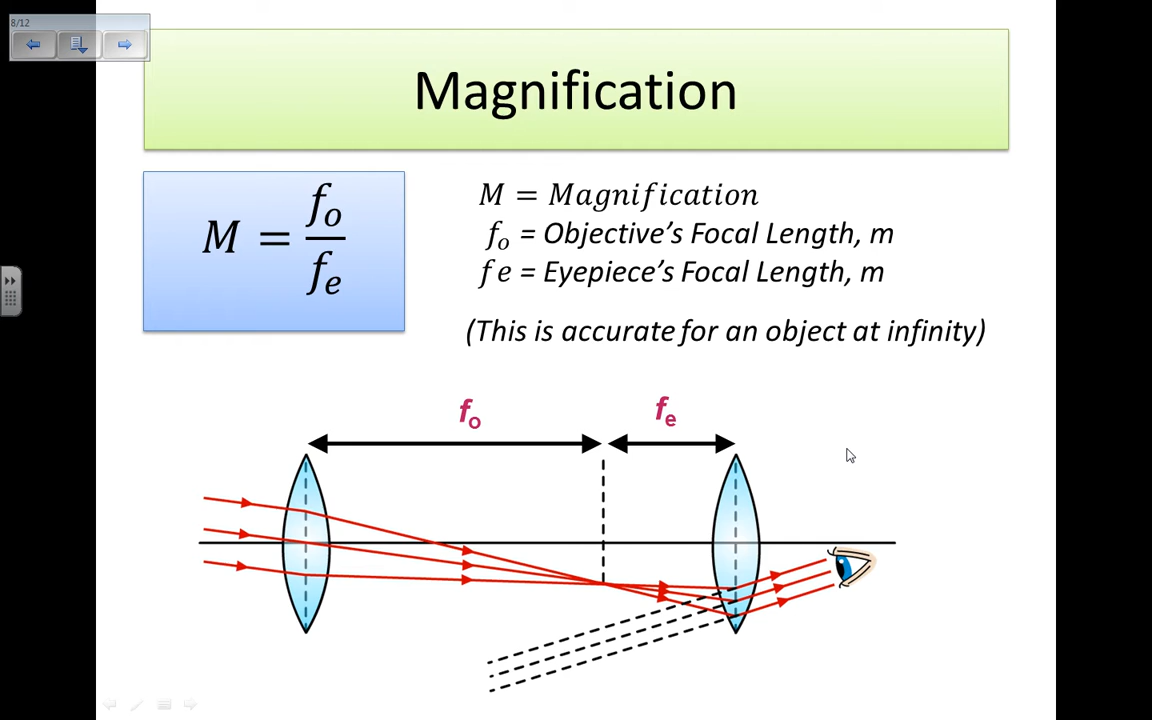 8/12
Magnification
M = fₒ/fₑ
M = Magnification
fₒ = Objective's Focal Length, m
fe = Eyepiece's Focal Length, m
(This is accurate for an object at infinity)
fₒ
fₑ